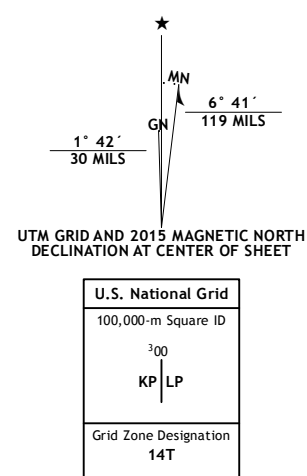 ★
MN
GN
6° 41´
119 MILS
1° 42´
30 MILS
UTM GRID AND 2015 MAGNETIC NORTH
DECLINATION AT CENTER OF SHEET
U.S. National Grid
100,000-m Square ID
³00
KP LP
Grid Zone Designation
14T